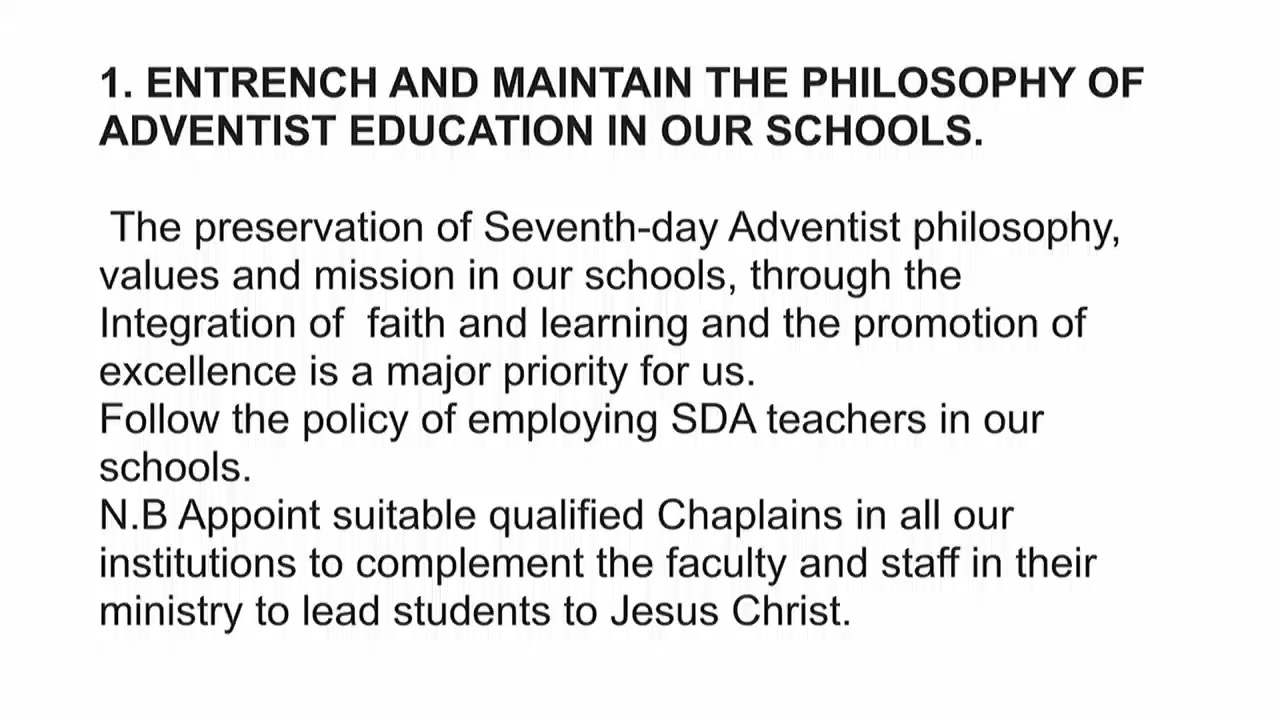 1. ENTRENCH AND MAINTAIN THE PHILOSOPHY OF
ADVENTIST EDUCATION IN OUR SCHOOLS.
The preservation of Seventh-day Adventist philosophy,
values and mission in our schools, through the
Integration of  faith and learning and the promotion of
excellence is a major priority for us.
Follow the policy of employing SDA teachers in our
schools.
N.B Appoint suitable qualified Chaplains in all our
institutions to complement the faculty and staff in their
ministry to lead students to Jesus Christ.